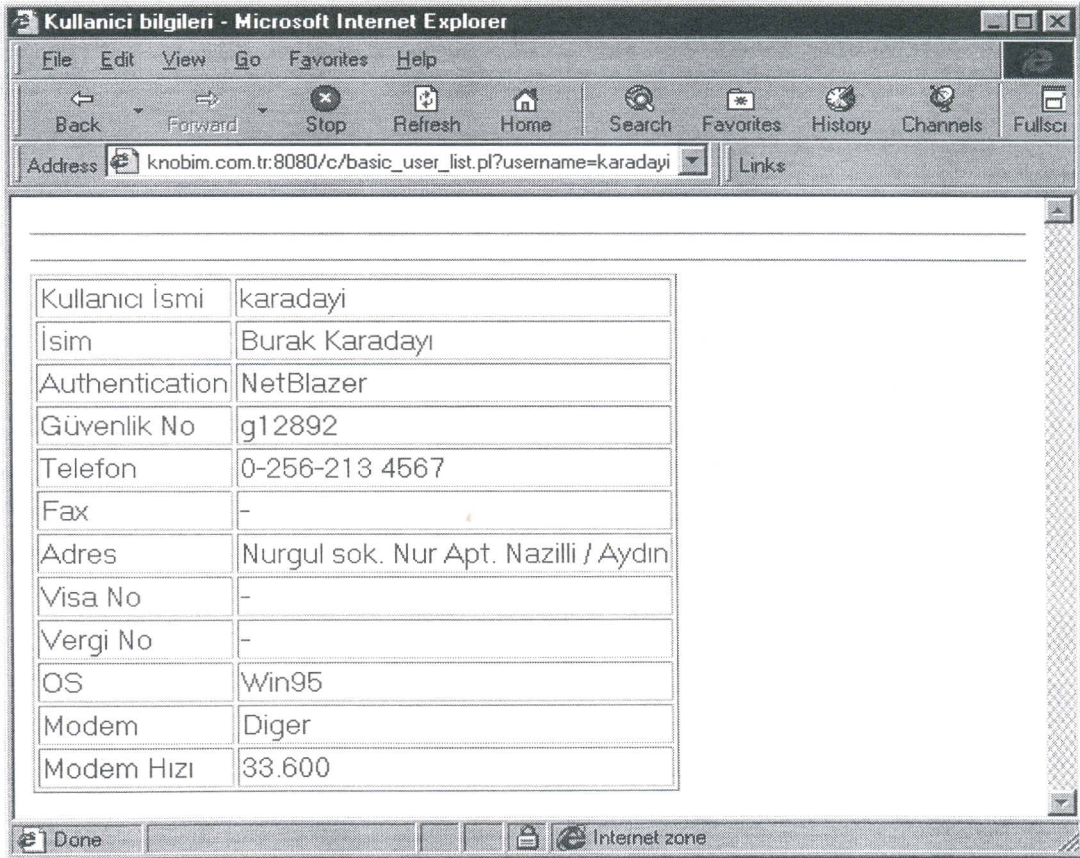 Kullanici bilgileri - Microsoft Internet Explorer
File Edit View Go Favorites Help
Back Forward Stop Refresh Home Search Favorites History Channels Fullscr
Address knobim.com.tr:8080/c/basic_user_list.pl?username=karadayi Links
Kullanıcı İsmi karadayi
İsim Burak Karadayı
Authentication NetBlazer
Güvenlik No g12892
Telefon 0-256-213 4567
Fax -
Adres Nurgul sok. Nur Apt. Nazilli / Aydın
Visa No -
Vergi No -
OS Win95
Modem Diger
Modem Hızı 33.600
Done Internet zone